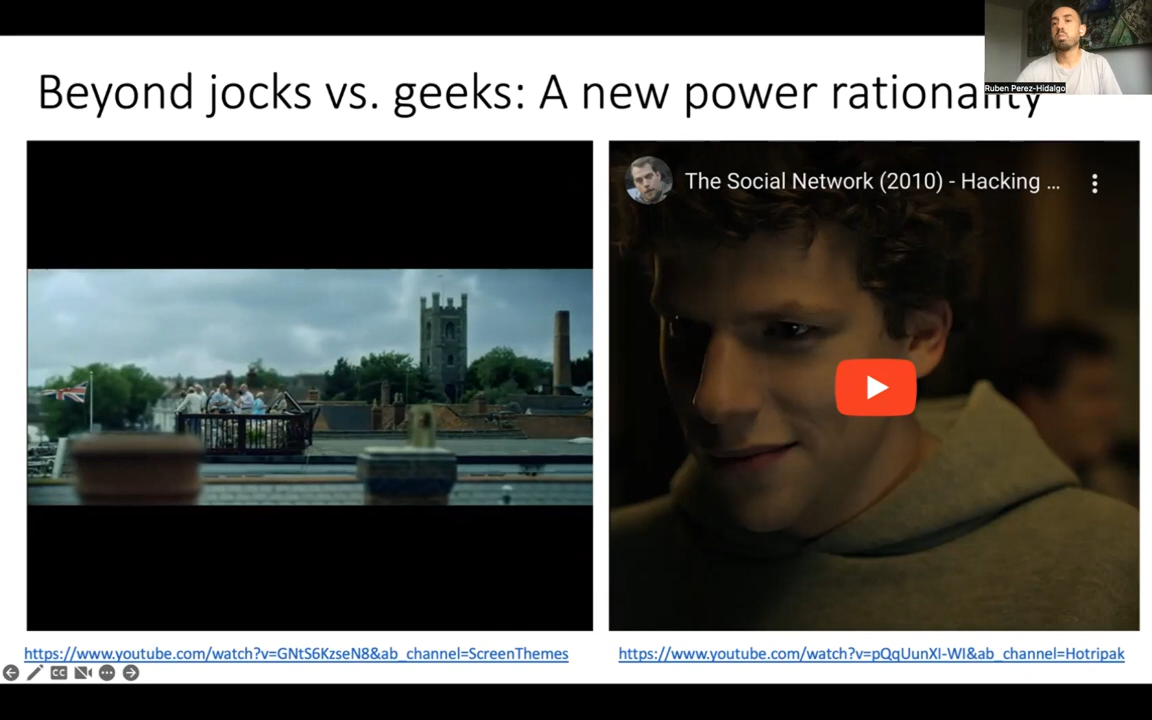 Beyond jocks vs. geeks: A new power rationality
Ruben Perez-Hidalgo
The Social Network (2010) - Hacking ...
https://www.youtube.com/watch?v=GNtS6KzseN8&ab_channel=ScreenThemes
https://www.youtube.com/watch?v=pQqUunXI-WI&ab_channel=Hotripak
CC